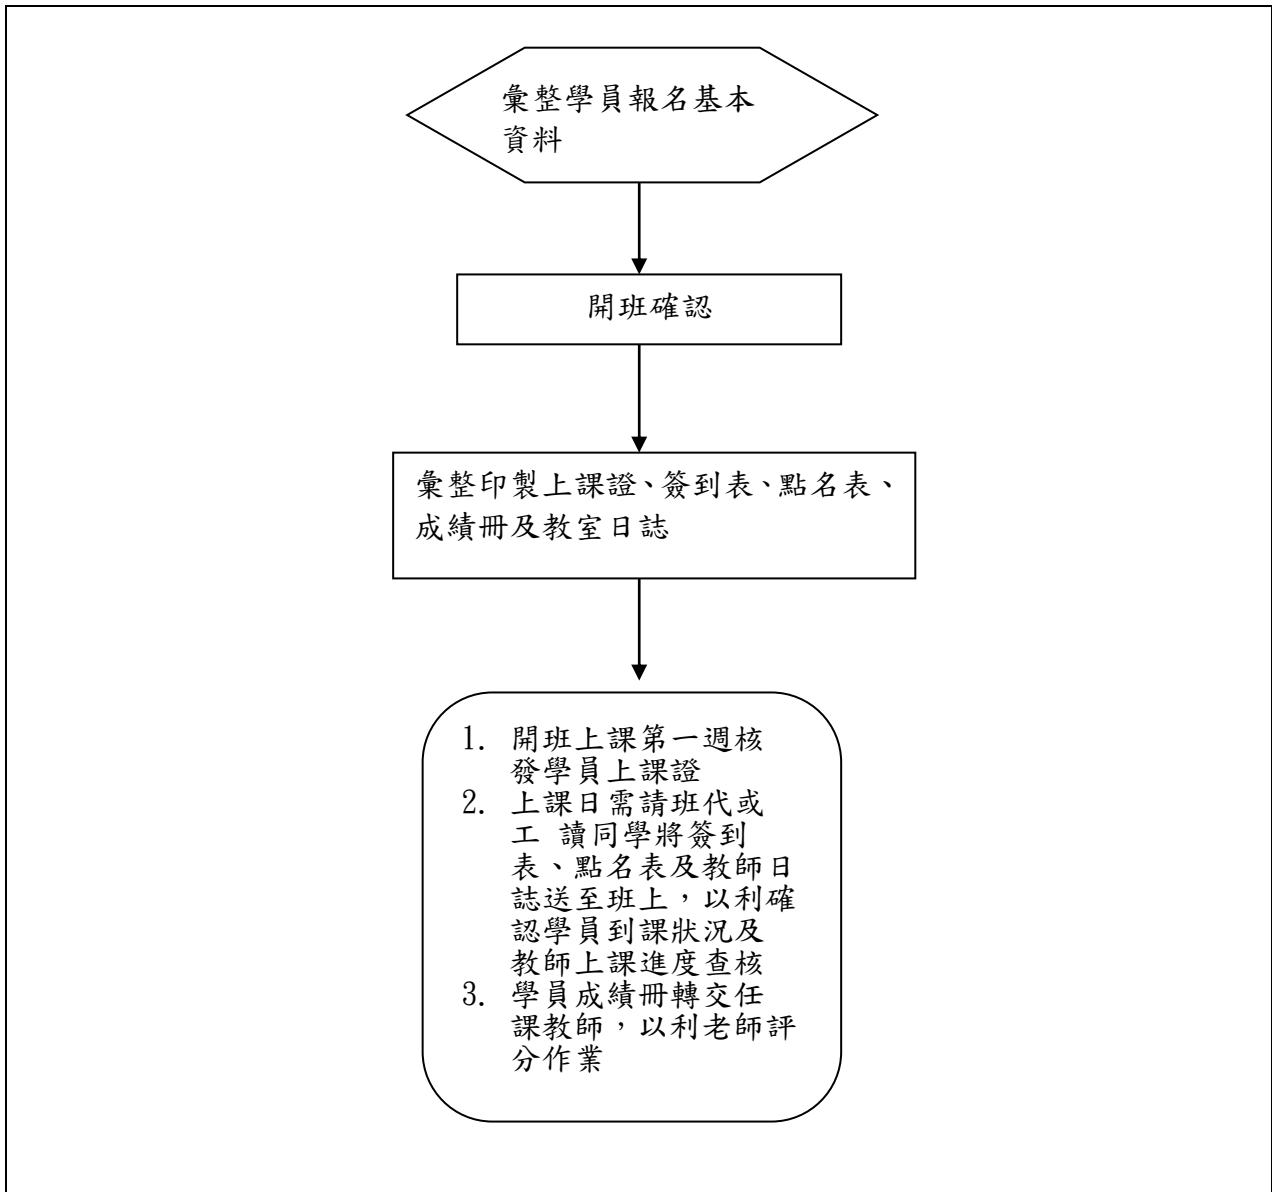 彙整學員報名基本
資料
開班確認
彙整印製上課證、簽到表、點名表、
成績冊及教室日誌
1. 開班上課第一週核
發學員上課證
2. 上課日需請班代或
工 讀同學將簽到
表、點名表及教師日
誌送至班上，以利確
認學員到課狀況及
教師上課進度查核
3. 學員成績冊轉交任
課教師，以利老師評
分作業